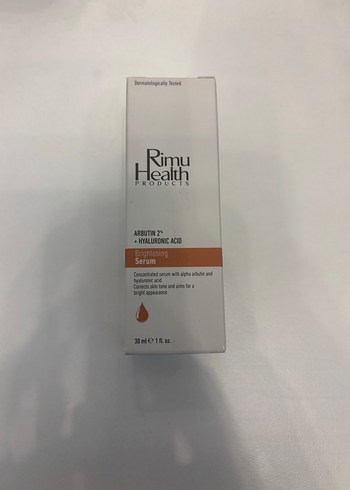 Dermatologically Tested
Rimu
Health
PRODUCTS
ARBUTIN 2%
+ HYALURONIC ACID
Brightening
Serum
Concentrated serum with alpha arbutin and
hyaluronic acid
Corrects skin tone and aims for a
bright appearance
30 ml ℮ 1 fl. oz.